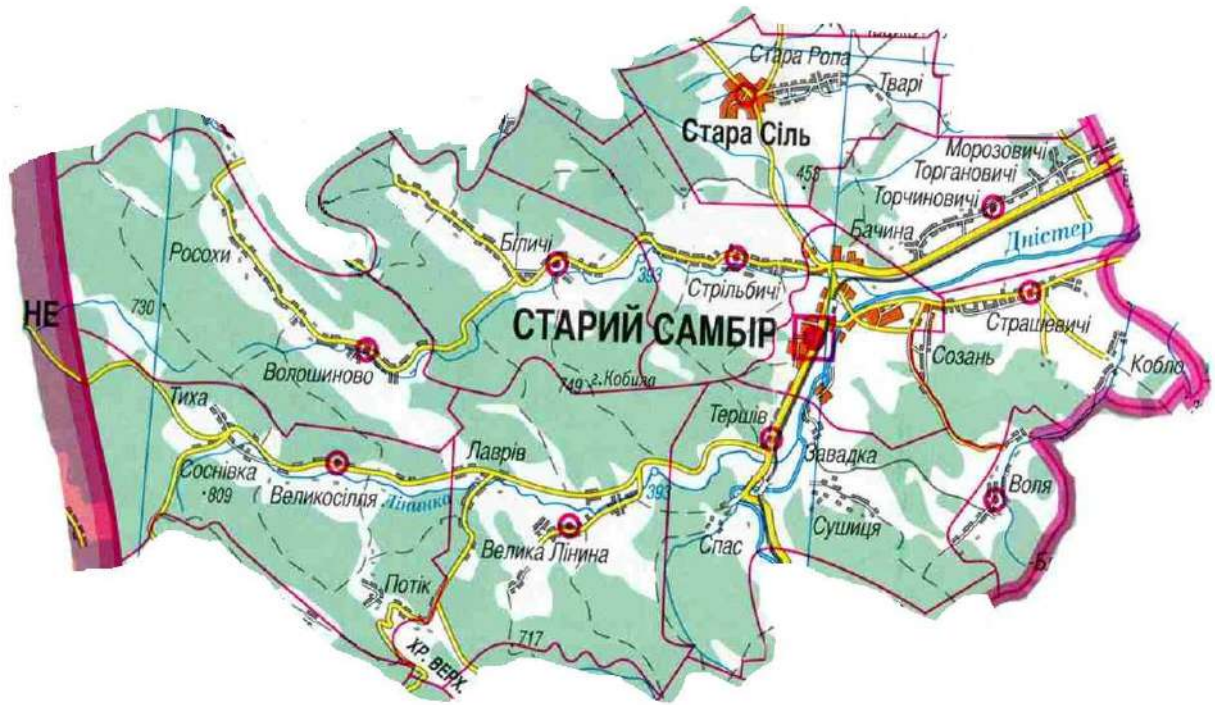 Стара Ропа
Тварі
Стара Сіль
Морозовичі
Торгановичі
458
Торчиновичі
Бачина
Дністер
Біличі
Росохи
393
Стрільбичі
730
НЕ
СТАРИЙ САМБІР
Страшевичі
Созань
Кобло
Волошиново
749 г.Кобила
Тиха
Тершів
Лаврів
Завадка
Соснівка
809
Великосілля
Лінинка
393
Воля
Сушиця
Велика Лінина
Спас
Потік
717
ХР. ВЕРХ.